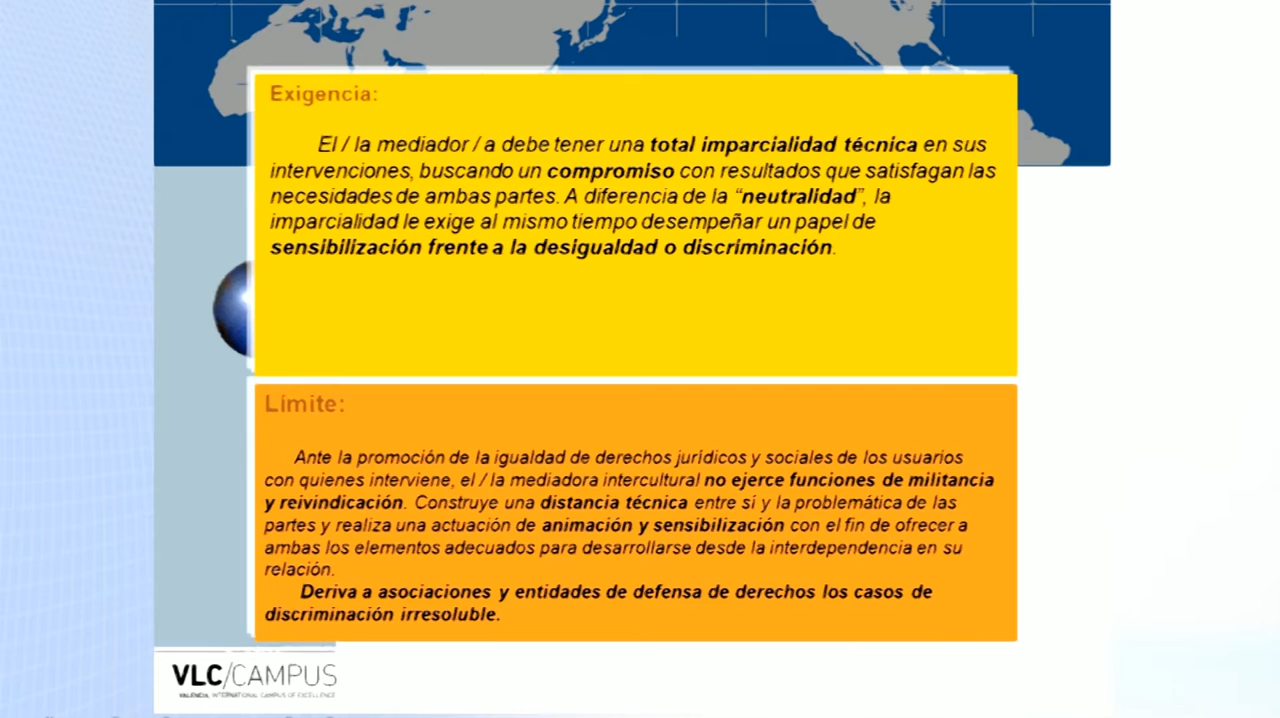 Exigencia:
El / la mediador / a debe tener una total imparcialidad técnica en sus
intervenciones, buscando un compromiso con resultados que satisfagan las
necesidades de ambas partes. A diferencia de la “neutralidad”, la
imparcialidad le exige al mismo tiempo desempeñar un papel de
sensibilización frente a la desigualdad o discriminación.
Límite:
Ante la promoción de la igualdad de derechos jurídicos y sociales de los usuarios
con quienes interviene, el / la mediadora intercultural no ejerce funciones de militancia
y reivindicación. Construye una distancia técnica entre sí y la problemática de las
partes y realiza una actuación de animación y sensibilización con el fin de ofrecer a
ambas los elementos adecuados para desarrollarse desde la interdependencia en su
relación.
Deriva a asociaciones y entidades de defensa de derechos los casos de
discriminación irresoluble.
VLC/CAMPUS
VALENCIA, INTERNATIONAL CAMPUS OF EXCELLENCE